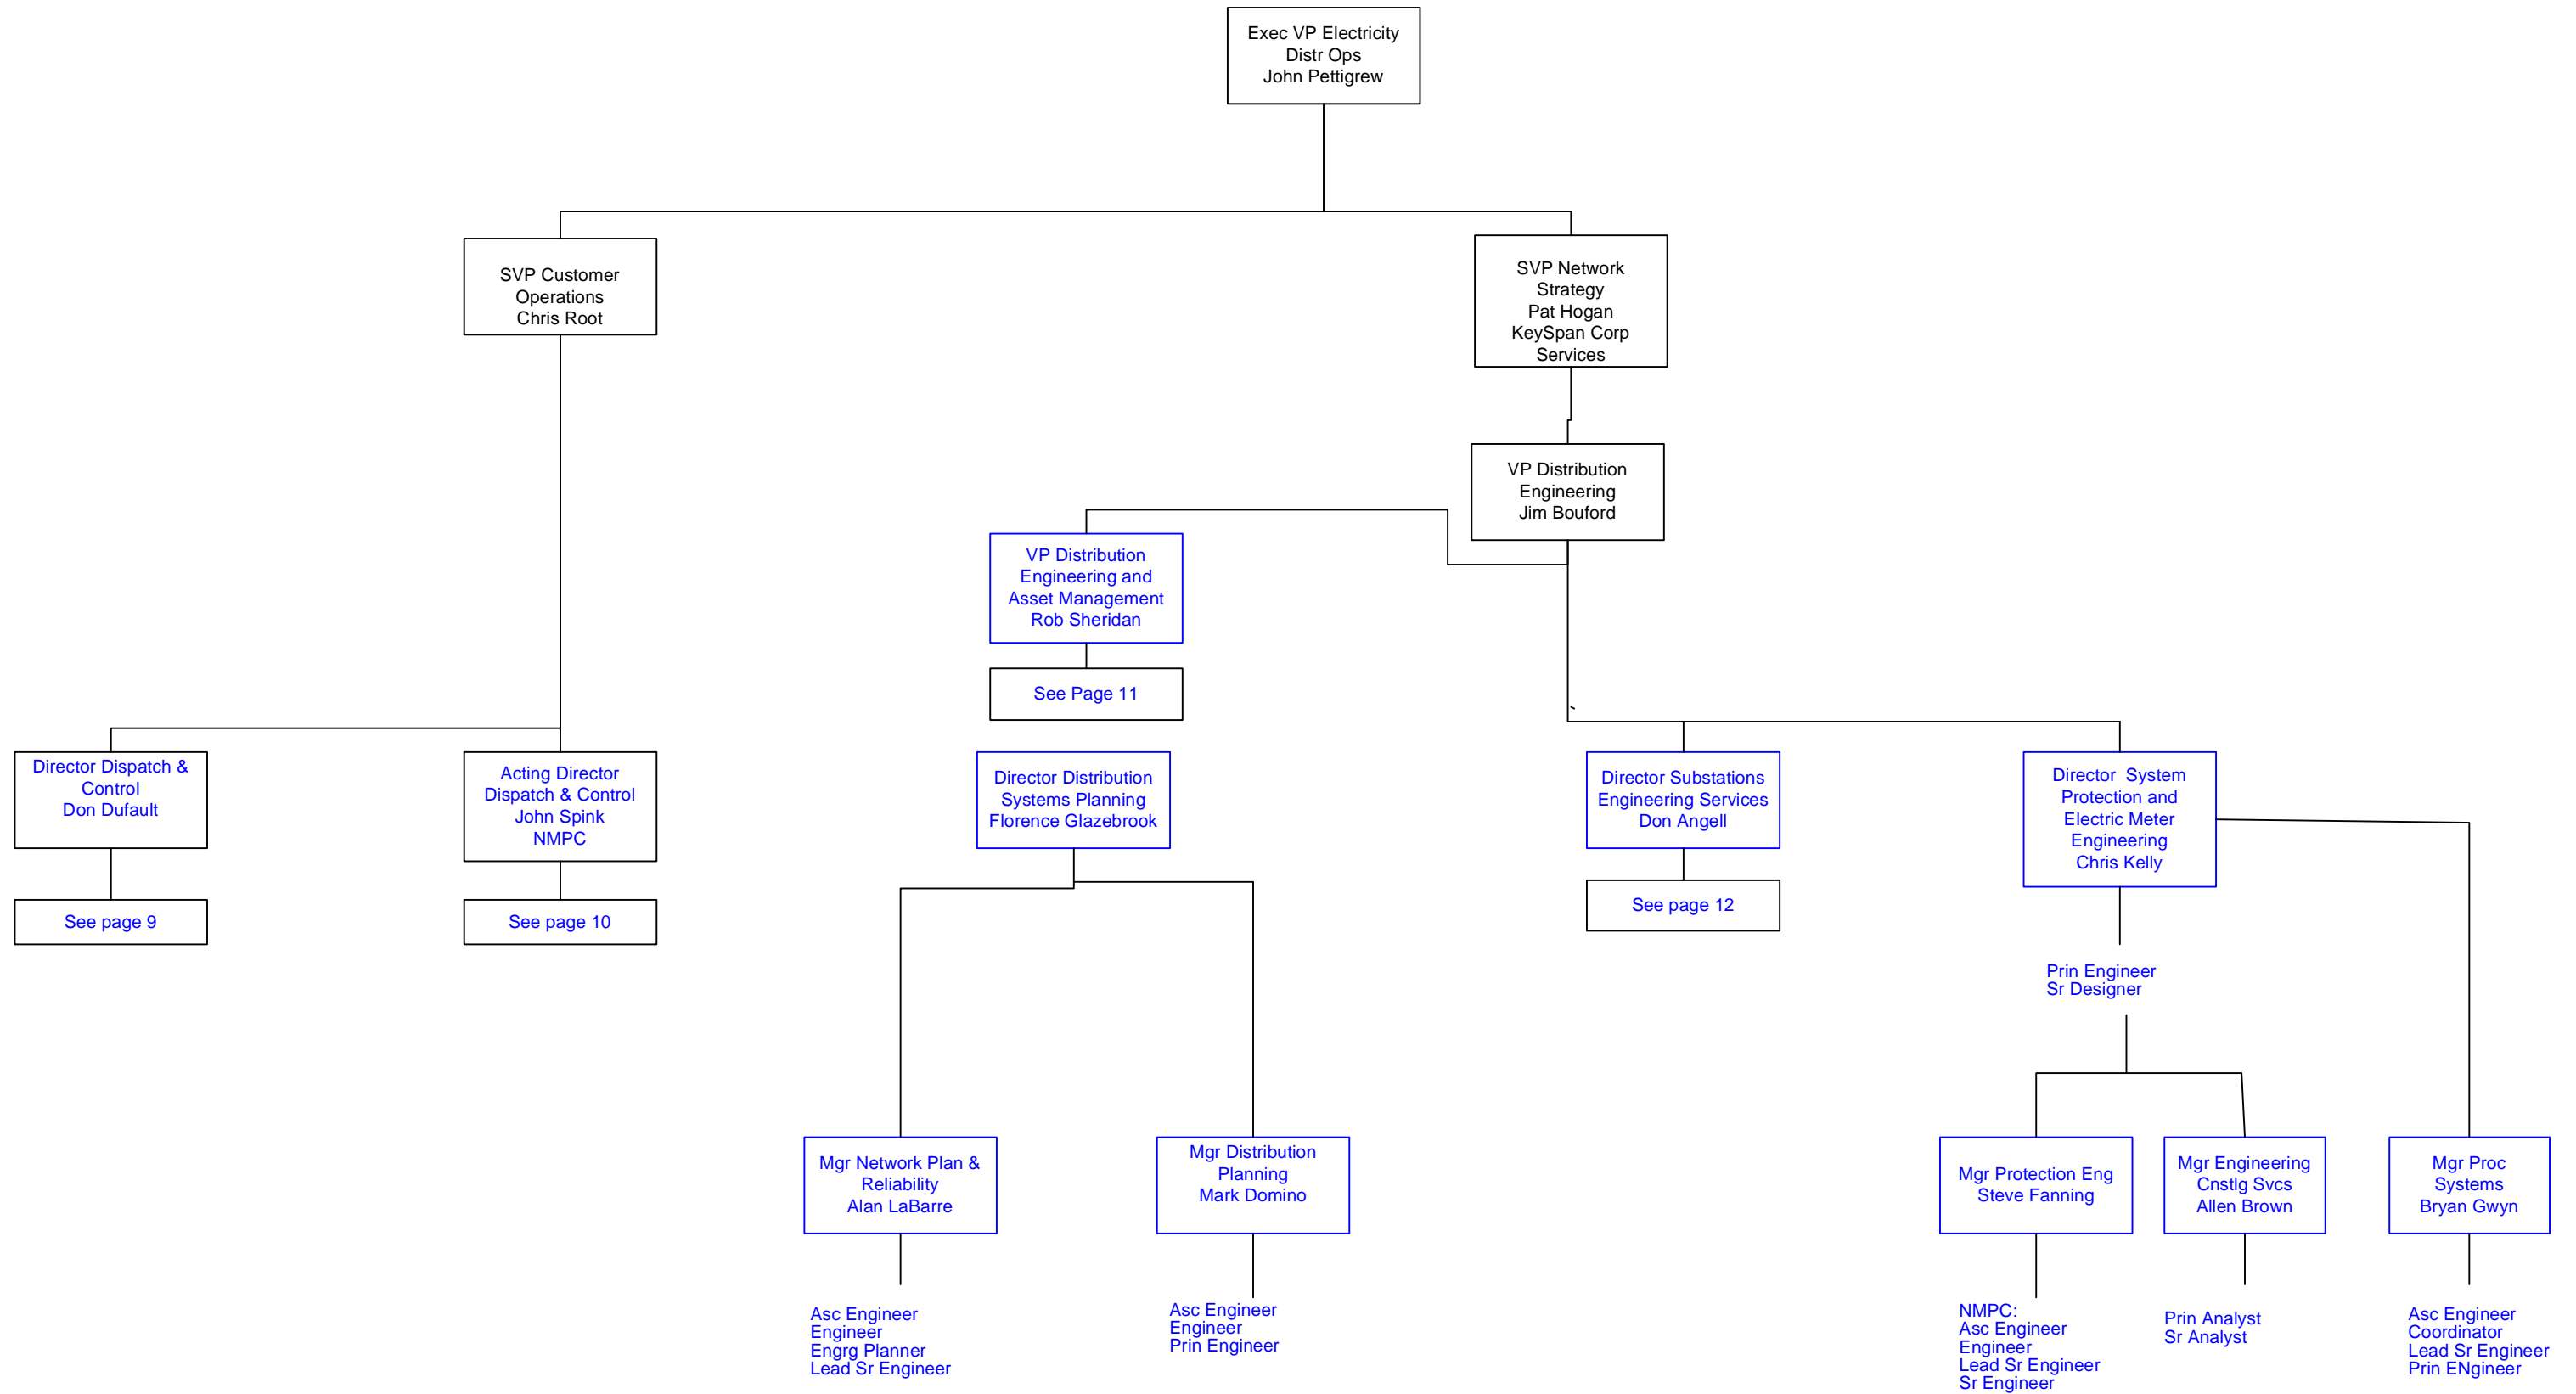 Exec VP Electricity
Distr Ops
John Pettigrew
SVP Customer
Operations
Chris Root
SVP Network
Strategy
Pat Hogan
KeySpan Corp
Services
VP Distribution
Engineering
Jim Bouford
VP Distribution
Engineering and
Asset Management
Rob Sheridan
See Page 11
Director Dispatch &
Control
Don Dufault
See page 9
Acting Director
Dispatch & Control
John Spink
NMPC
See page 10
Director Distribution
Systems Planning
Florence Glazebrook
Director Substations
Engineering Services
Don Angell
See page 12
Director  System
Protection and
Electric Meter
Engineering
Chris Kelly
Prin Engineer
Sr Designer
Mgr Network Plan &
Reliability
Alan LaBarre
Mgr Distribution
Planning
Mark Domino
Mgr Protection Eng
Steve Fanning
Mgr Engineering
Cnstlg Svcs
Allen Brown
Mgr Proc
Systems
Bryan Gwyn
Asc Engineer
Engineer
Engrg Planner
Lead Sr Engineer
Asc Engineer
Engineer
Prin Engineer
NMPC:
Asc Engineer
Engineer
Lead Sr Engineer
Sr Engineer
Prin Analyst
Sr Analyst
Asc Engineer
Coordinator
Lead Sr Engineer
Prin ENgineer